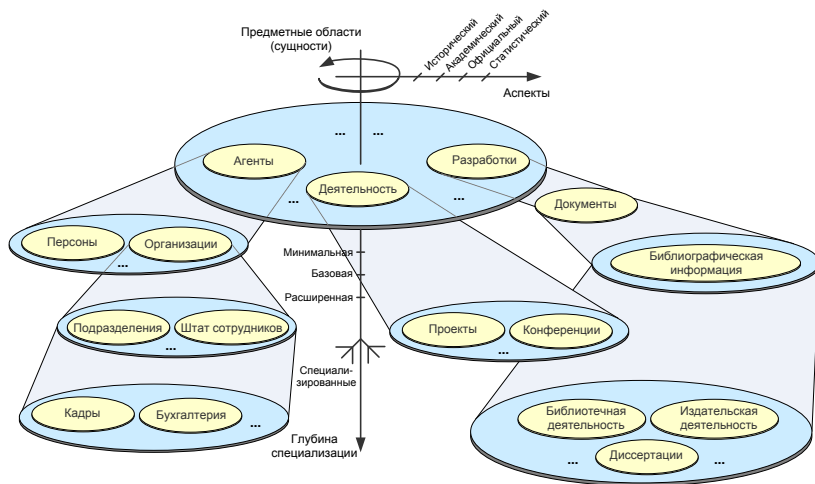 Предметные области
(сущности)
Исторический
Академический
Официальный
Статистический
Аспекты
... ...
Агенты
Разработки
Деятельность
... ...
Документы
Персоны
Организации
...
Минимальная
Базовая
Расширенная
Библиографическая
информация
Подразделения
Штат сотрудников
...
Проекты
Конференции
...
Специали-
зированные
Кадры
Бухгалтерия
...
Библиотечная
деятельность
Издательская
деятельность
Диссертации
... ...
Глубина
специализации